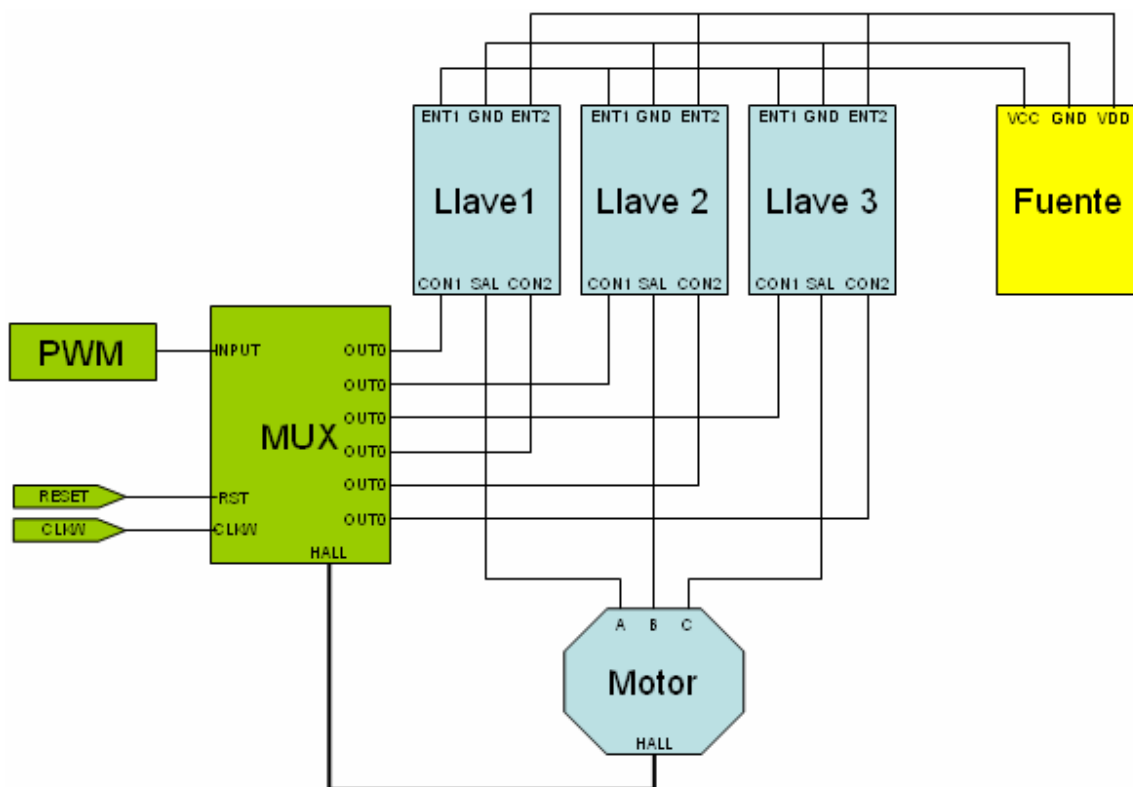 ENT1 GND ENT2
ENT1 GND ENT2
ENT1 GND ENT2
VCC GND VDD
Llave1
Llave 2
Llave 3
Fuente
CON1 SAL CON2
CON1 SAL CON2
CON1 SAL CON2
PWM
INPUT
OUT0
OUT0
OUT0
MUX
OUT0
OUT0
OUT0
RESET
RST
CLKW
CLKW
HALL
A B C
Motor
HALL